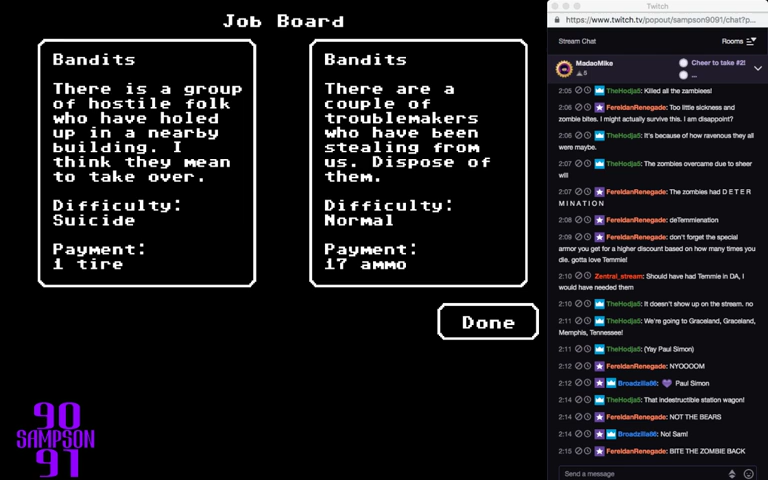 Job Board
Bandits
There is a group
of hostile folk
who have holed
up in a nearby
building. I
think they mean
to take over.
Difficulty:
Suicide
Payment:
1 tire
Bandits
There are a
couple of
troublemakers
who have been
stealing from
us. Dispose of
them.
Difficulty:
Normal
Payment:
17 ammo
Done
90
SAMPSON
91
Twitch
https://www.twitch.tv/popout/sampson9091/chat?p...
Stream Chat
Rooms
MadaoMike
Cheer to take #2!
...
2:05 TheHodja5: Killed all the zambiees!
2:06 FereldanRenegade: Too little sickness and
zombie bites. I might actually survive this. I am disappoint?
2:06 TheHodja5: It's because of how ravenous they all
were maybe.
2:07 TheHodja5: The zombies overcame due to sheer
will
2:07 FereldanRenegade: The zombies had D E T E R
M I N A T I O N
2:08 FereldanRenegade: deTemmienation
2:09 FereldanRenegade: don't forget the special
armor you get for a higher discount based on how many times you
die. gotta love Temmie!
2:10 Zentral_stream: Should have had Temmie in DA, I
would have needed them
2:10 TheHodja5: It doesn't show up on the stream. no
2:11 TheHodja5: We're going to Graceland, Graceland,
Memphis, Tennessee!
2:11 TheHodja5: (Yay Paul Simon)
2:12 FereldanRenegade: NYOOOOM
2:12 Broadzilla66: Paul Simon
2:14 TheHodja5: That indestructible station wagon!
2:14 FereldanRenegade: NOT THE BEARS
2:14 Broadzilla66: No! Sam!
2:15 FereldanRenegade: BITE THE ZOMBIE BACK
Send a message